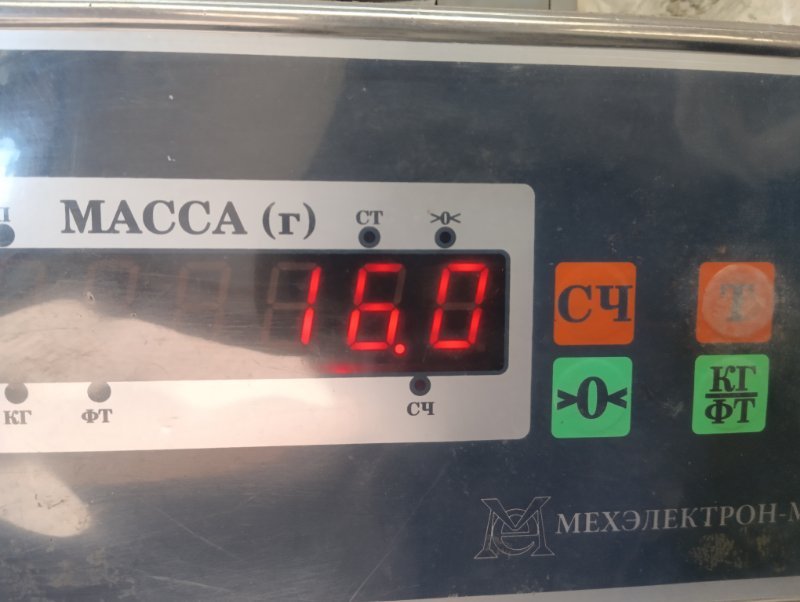 МАССА (г)
СТ
>0<
16.0
СЧ
Т
>0<
КГ
ФТ
КГ
ФТ
СЧ
МЕХЭЛЕКТРОН-М